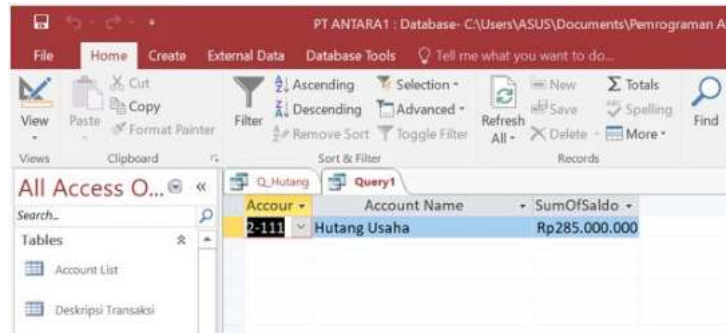 PT ANTARA1 : Database- C:\Users\ASUS\Documents\Pemrograman A
File Home Create External Data Database Tools Tell me what you want to do...
View
Paste
Cut
Copy
Format Painter
Filter
Ascending
Descending
Remove Sort
Selection
Advanced
Toggle Filter
Refresh
All
New
Save
Delete
Totals
Spelling
More
Find
Views Clipboard Sort & Filter Records
All Access O...
Search..
Tables
Account List
Deskripsi Transaksi
Q_Hutang Query1
Accour Account Name SumOfSaldo
2-111 Hutang Usaha Rp285.000.000